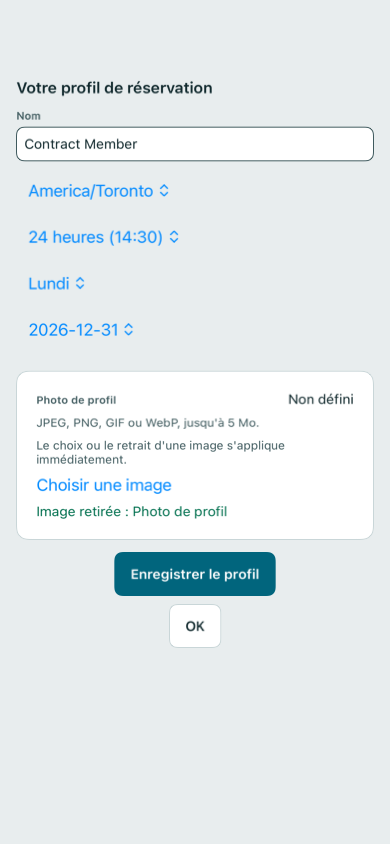 Votre profil de réservation
Nom
Contract Member
America/Toronto
24 heures (14:30)
Lundi
2026-12-31
Photo de profil
Non défini
JPEG, PNG, GIF ou WebP, jusqu'à 5 Mo.
Le choix ou le retrait d'une image s'applique
immédiatement.
Choisir une image
Image retirée : Photo de profil
Enregistrer le profil
OK